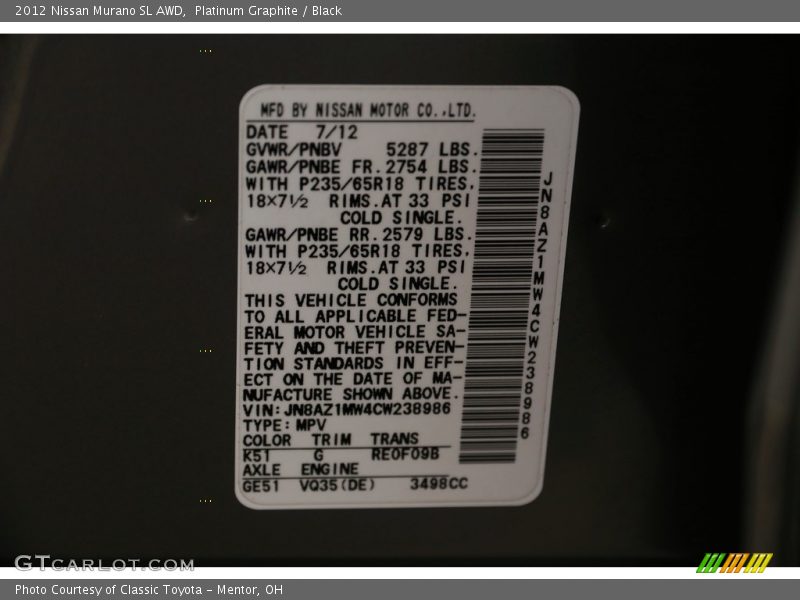 2012 Nissan Murano SL AWD,  Platinum Graphite / Black
MFD BY NISSAN MOTOR CO.,LTD.
DATE 7/12
GVWR/PNBV 5287 LBS.
GAWR/PNBE FR. 2754 LBS.
WITH P235/65R18 TIRES,
18×7½ RIMS.AT 33 PSI
COLD SINGLE.
GAWR/PNBE RR. 2579 LBS.
WITH P235/65R18 TIRES,
18×7½ RIMS.AT 33 PSI
COLD SINGLE.
THIS VEHICLE CONFORMS
TO ALL APPLICABLE FED-
ERAL MOTOR VEHICLE SA-
FETY AND THEFT PREVEN-
TION STANDARDS IN EFF-
ECT ON THE DATE OF MA-
NUFACTURE SHOWN ABOVE.
VIN:JN8AZ1MW4CW238986
TYPE:MPV
COLOR TRIM TRANS
K51 G RE0F09B
AXLE ENGINE
GE51 VQ35(DE) 3498CC
JN8AZ1MW4CW238986
GTCARLOT.COM
Photo Courtesy of Classic Toyota - Mentor, OH